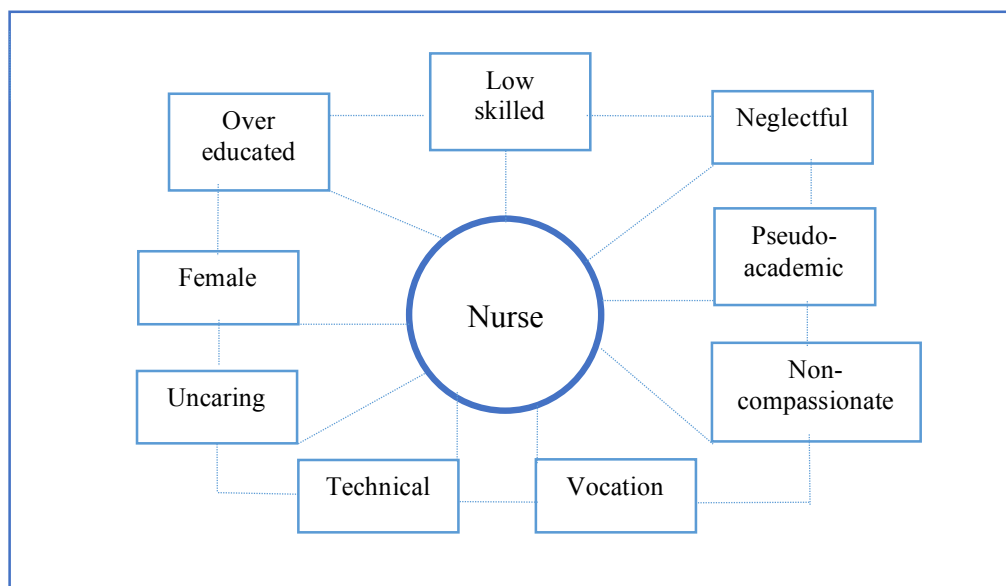 Low
skilled
Over
educated
Neglectful
Pseudo-
academic
Female
Nurse
Non-
compassionate
Uncaring
Technical
Vocation